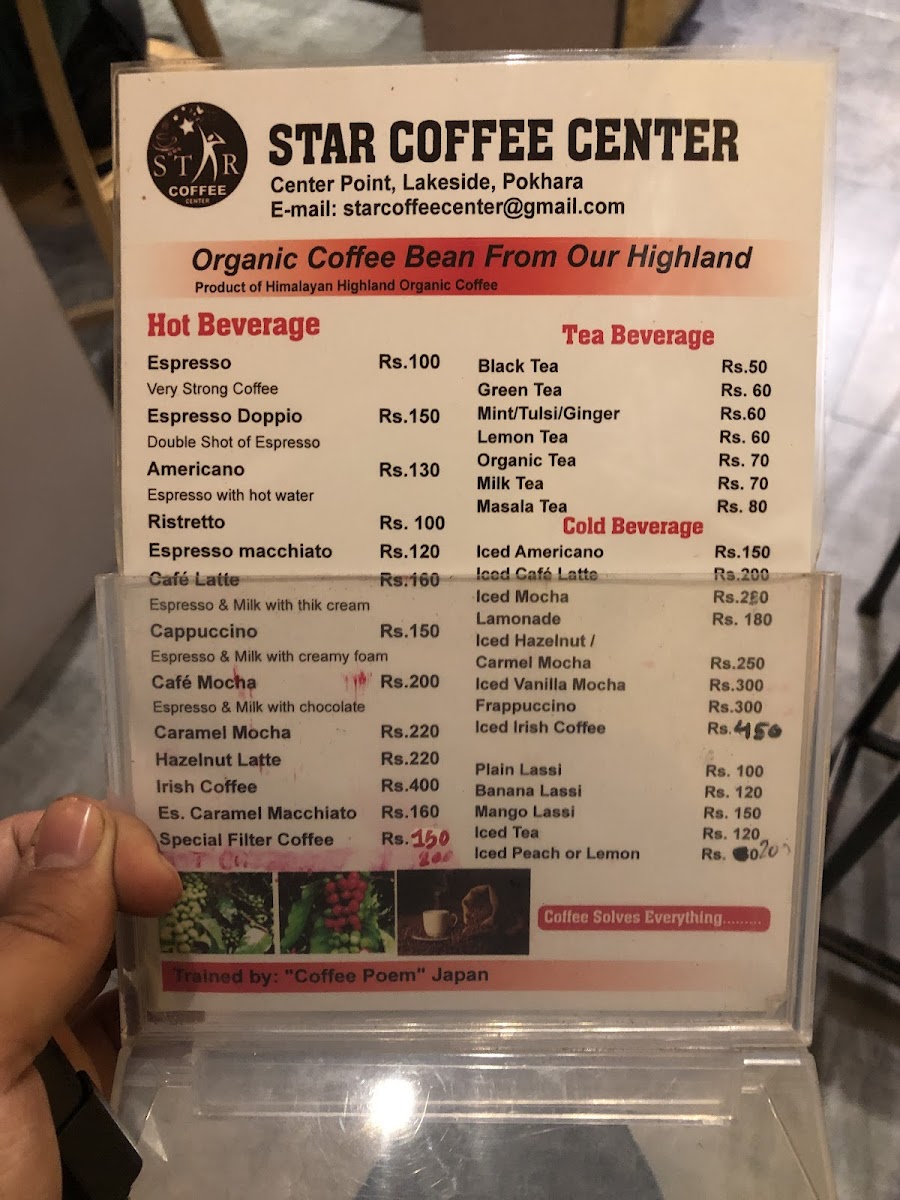 STAR
COFFEE
CENTER
STAR COFFEE CENTER
Center Point, Lakeside, Pokhara
E-mail: starcoffeecenter@gmail.com
Organic Coffee Bean From Our Highland
Product of Himalayan Highland Organic Coffee
Hot Beverage
Espresso Rs.100
Very Strong Coffee
Espresso Doppio Rs.150
Double Shot of Espresso
Americano Rs.130
Espresso with hot water
Ristretto Rs. 100
Espresso macchiato Rs.120
Café Latte Rs.160
Espresso & Milk with thik cream
Cappuccino Rs.150
Espresso & Milk with creamy foam
Café Mocha Rs.200
Espresso & Milk with chocolate
Caramel Mocha Rs.220
Hazelnut Latte Rs.220
Irish Coffee Rs.400
Es. Caramel Macchiato Rs.160
Special Filter Coffee Rs.150
200
Tea Beverage
Black Tea Rs.50
Green Tea Rs. 60
Mint/Tulsi/Ginger Rs.60
Lemon Tea Rs. 60
Organic Tea Rs. 70
Milk Tea Rs. 70
Masala Tea Rs. 80
Cold Beverage
Iced Americano Rs.150
Iced Café Latte Rs.200
Iced Mocha Rs.
Lamonade Rs. 180
Iced Hazelnut /
Carmel Mocha Rs.250
Iced Vanilla Mocha Rs.300
Frappuccino Rs.300
Iced Irish Coffee Rs.450
Plain Lassi Rs. 100
Banana Lassi Rs. 120
Mango Lassi Rs. 150
Iced Tea Rs. 120
Iced Peach or Lemon Rs. 0 200
Coffee Solves Everything.........
Trained by: "Coffee Poem" Japan